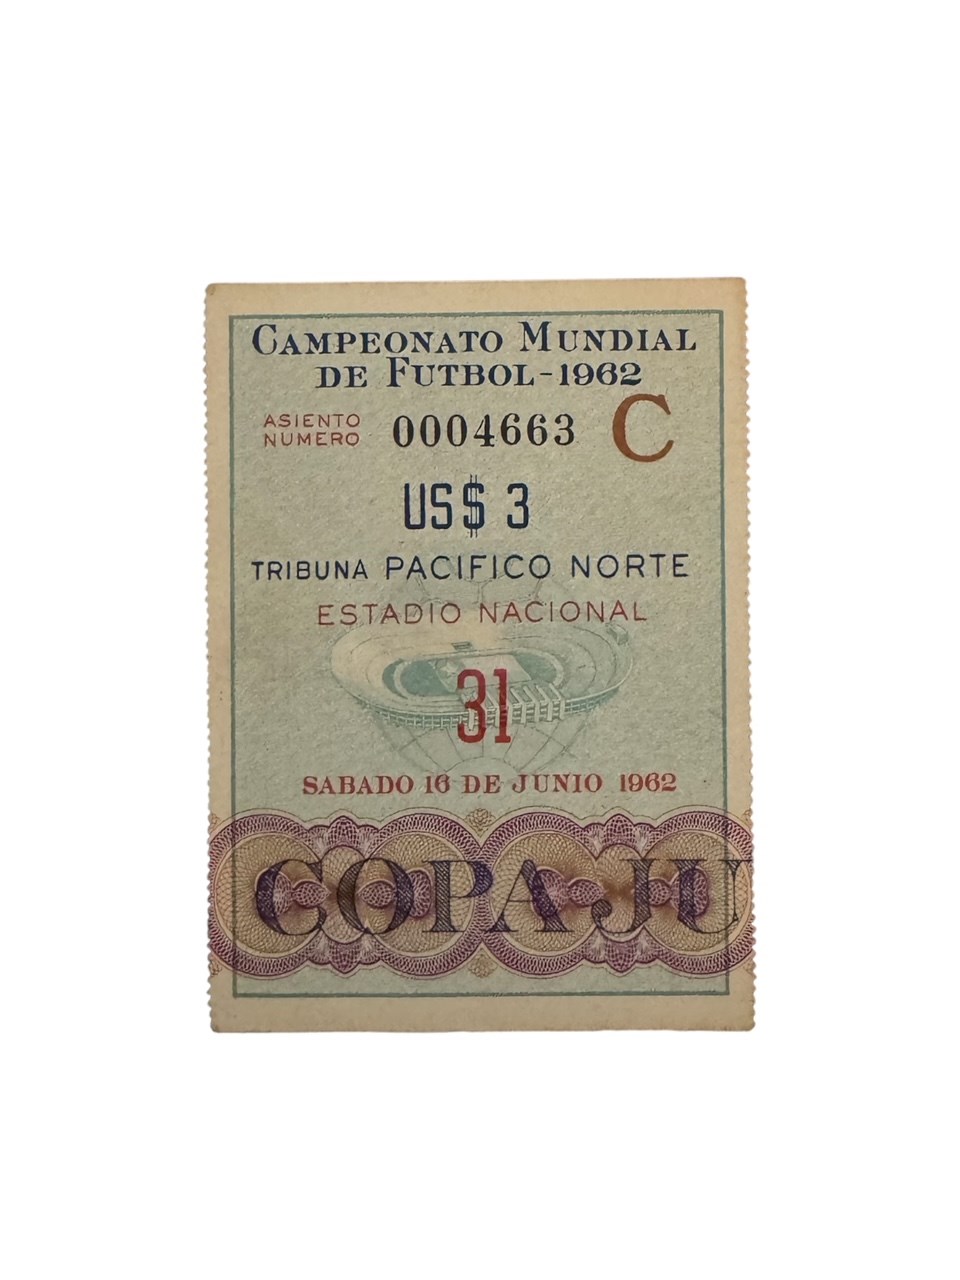 CAMPEONATO MUNDIAL
DE FUTBOL-1962
ASIENTO
NUMERO 0004663 C
US$ 3
TRIBUNA PACIFICO NORTE
ESTADIO NACIONAL
31
SABADO 16 DE JUNIO 1962
COPA JU